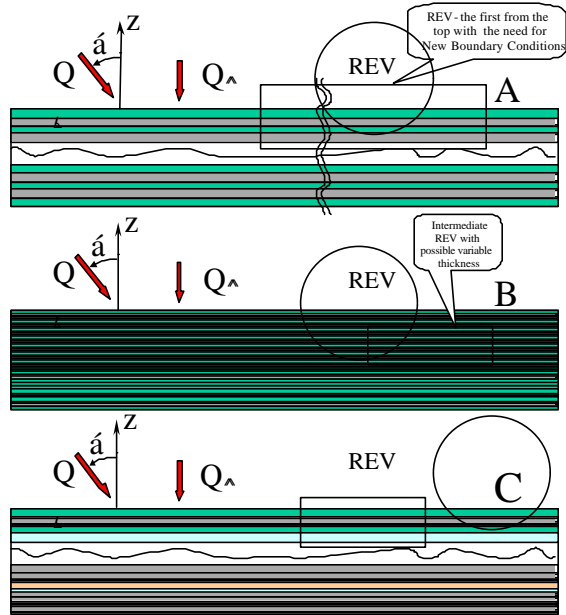 REV - the first from the
top with the need for
New Boundary Conditions
z
á
Q
Q^
REV
A
Intermediate
REV with
possible variable
thickness
z
á
Q
Q^
REV
B
z
á
Q
Q^
REV
C